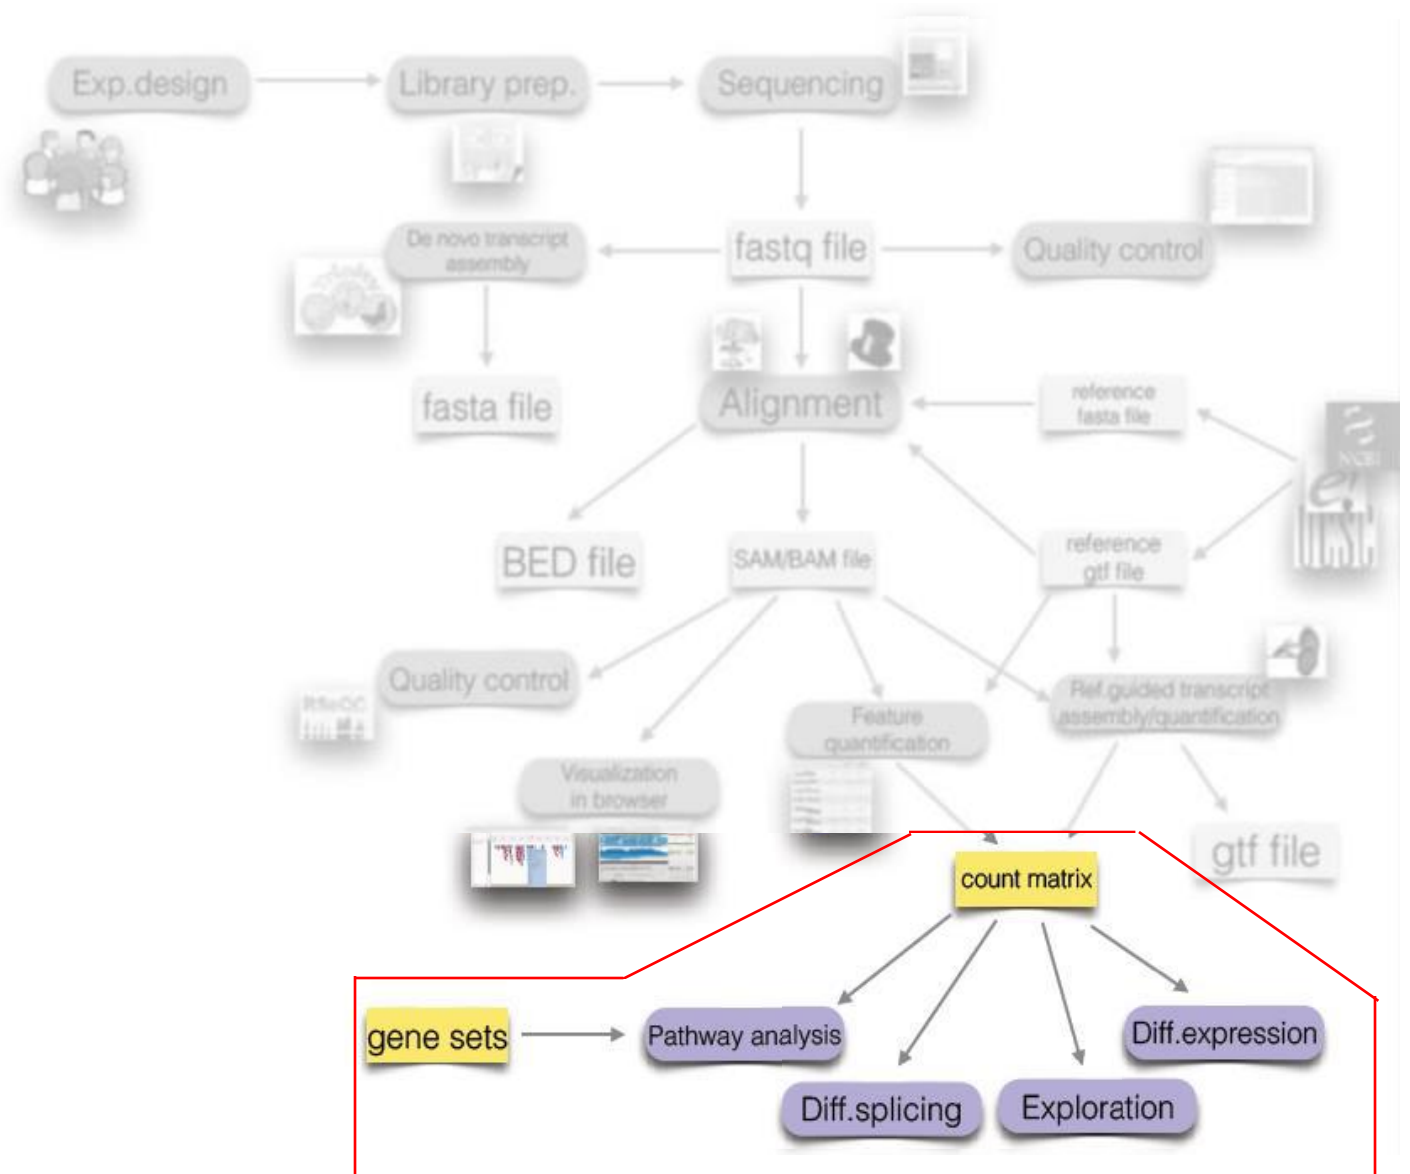 Exp.design
Library prep.
Sequencing
De novo transcript
assembly
fastq file
Quality control
fasta file
Alignment
reference
fasta file
NCBI
BED file
SAM/BAM file
reference
gtf file
e!
UCSC
Quality control
Ref.guided transcript
assembly/quantification
Feature
quantification
Visualization
in browser
gtf file
count matrix
gene sets
Pathway analysis
Diff.expression
Diff.splicing
Exploration